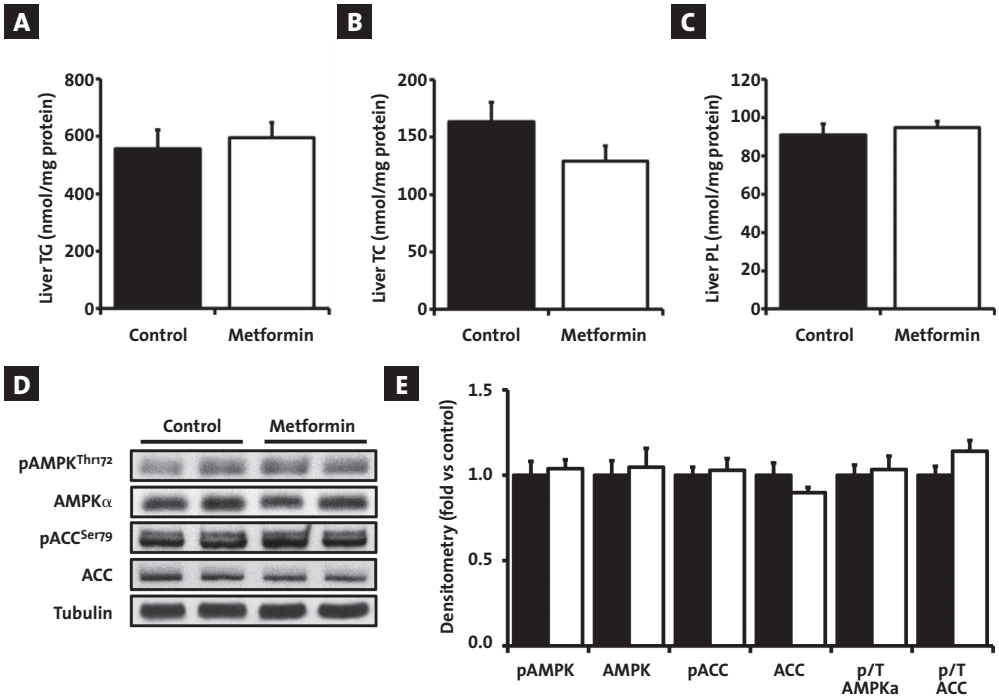 A
B
C
Liver TG (nmol/mg protein)
800
600
400
200
0
Control Metformin
Liver TC (nmol/mg protein)
200
150
100
50
0
Control Metformin
Liver PL (nmol/mg protein)
120
100
80
60
40
20
0
Control Metformin
D
Control Metformin
pAMPKThr172
AMPKα
pACCSer79
ACC
Tubulin
E
Densitometry (fold vs control)
1.5
1.0
0.5
0.0
pAMPK AMPK pACC ACC p/T p/T
AMPKa ACC